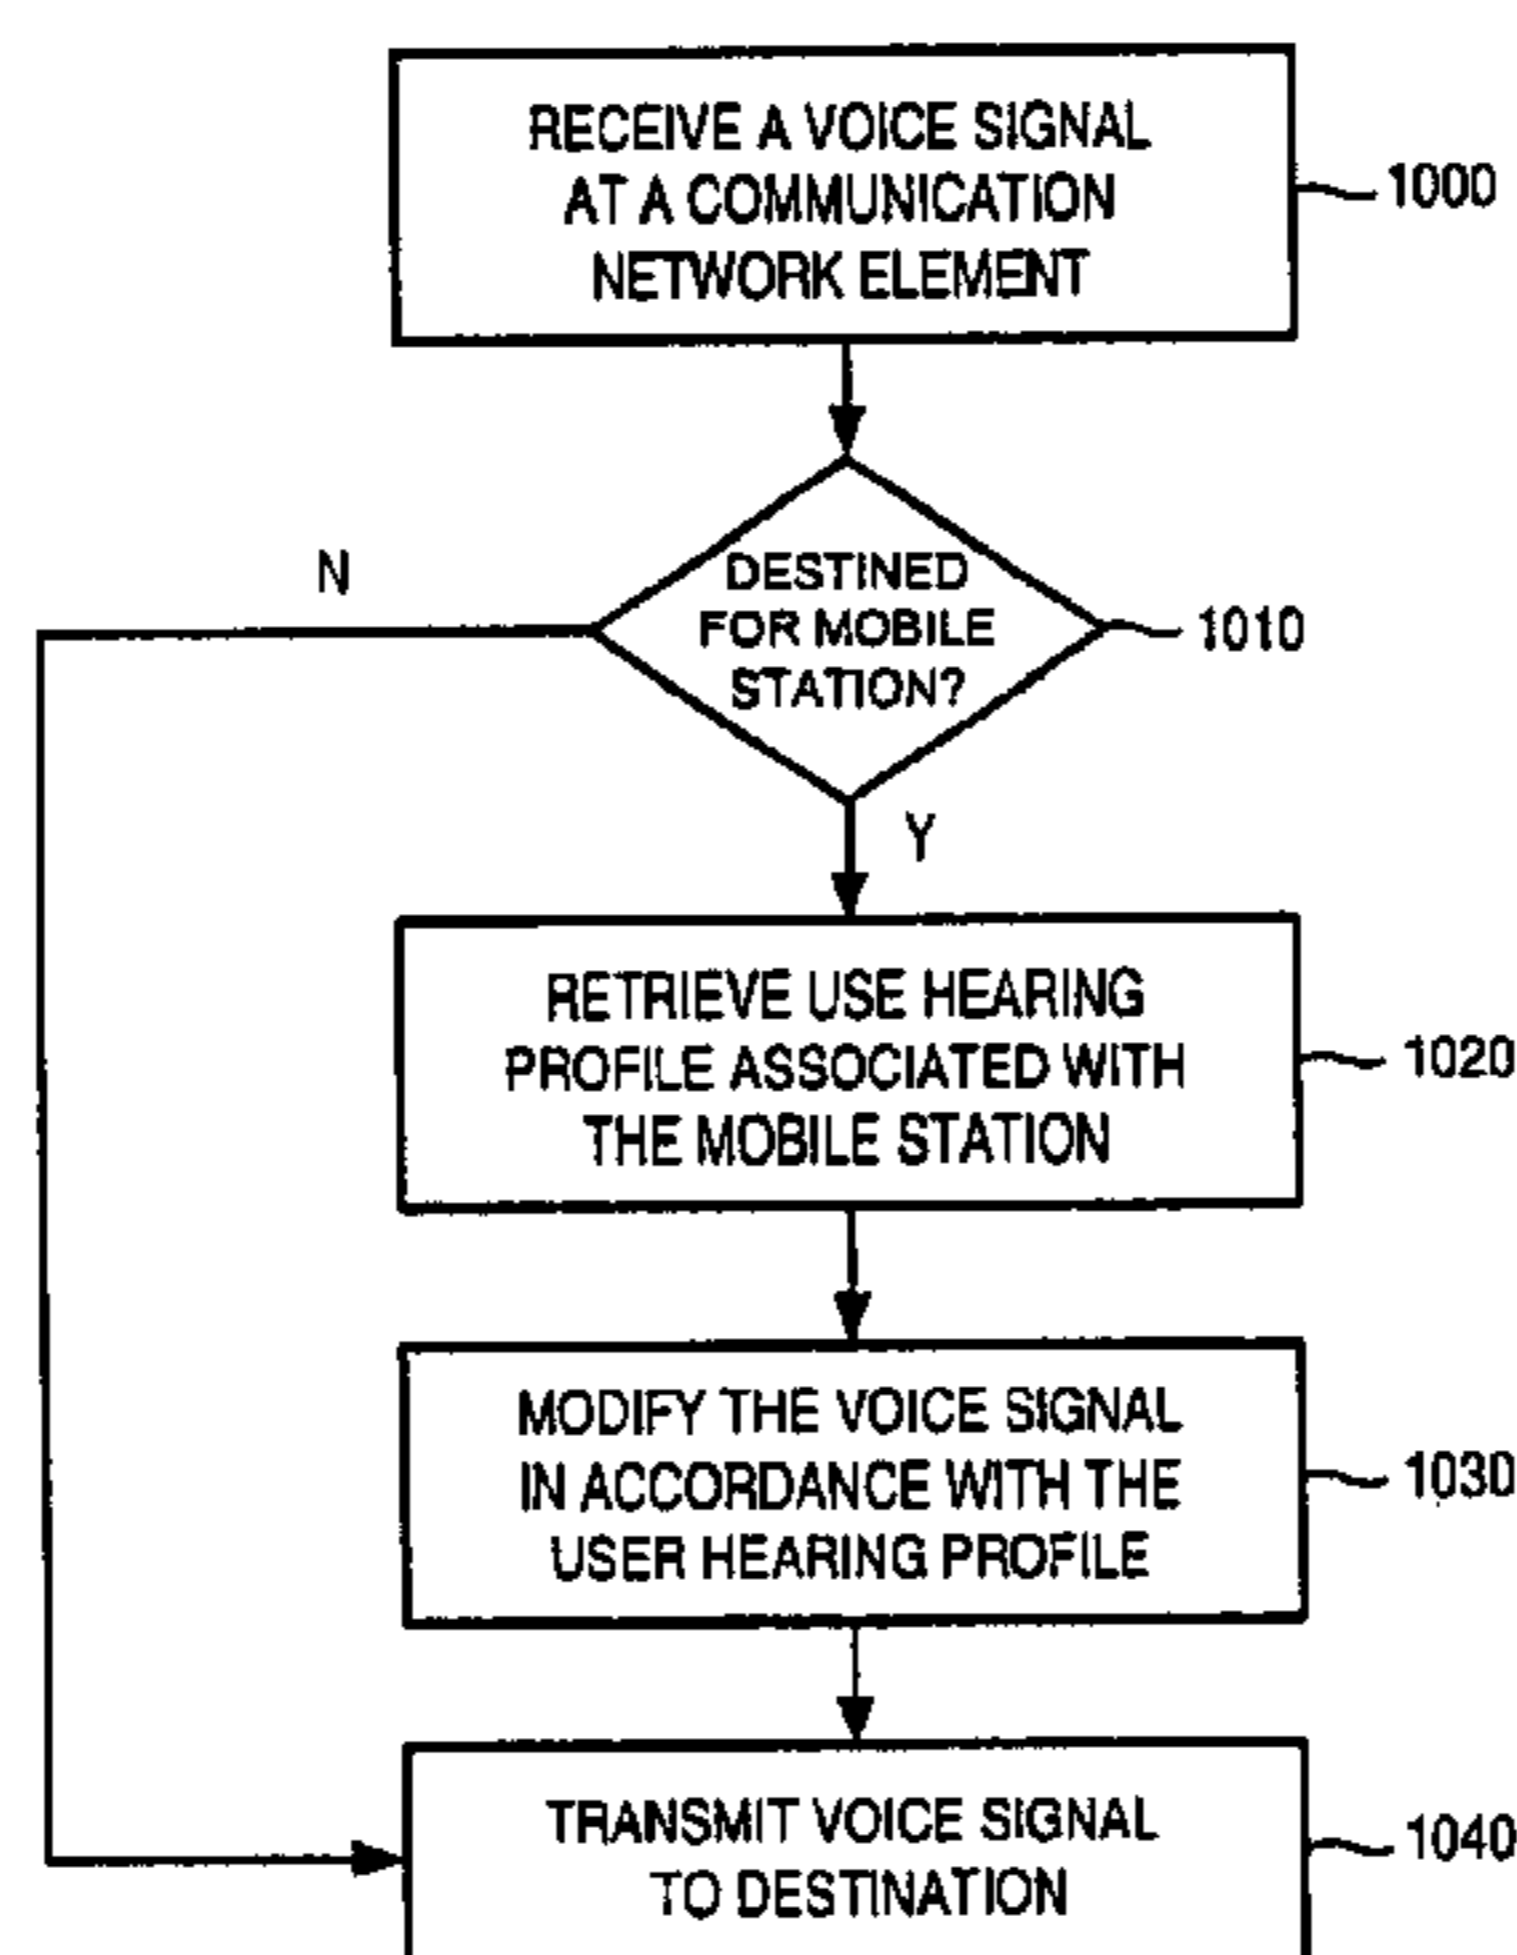 RECEIVE A VOICE SIGNAL
AT A COMMUNICATION
NETWORK ELEMENT
1000
DESTINED
FOR MOBILE
STATION?
1010
N
Y
RETRIEVE USE HEARING
PROFILE ASSOCIATED WITH
THE MOBILE STATION
1020
MODIFY THE VOICE SIGNAL
IN ACCORDANCE WITH THE
USER HEARING PROFILE
1030
TRANSMIT VOICE SIGNAL
TO DESTINATION
1040